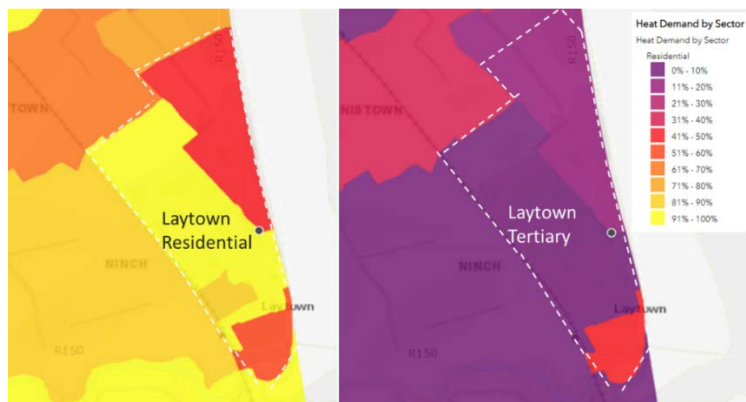 R150
TOWN
Laytown
Residential
NINCH
Laytown
R150
R150
NIS TOWN
Laytown
Tertiary
NINCH
Laytown
R150
Heat Demand by Sector
Heat Demand by Sector
Residential
0% - 10%
11% - 20%
21% - 30%
31% - 40%
41% - 50%
51% - 60%
61% - 70%
71% - 80%
81% - 90%
91% - 100%